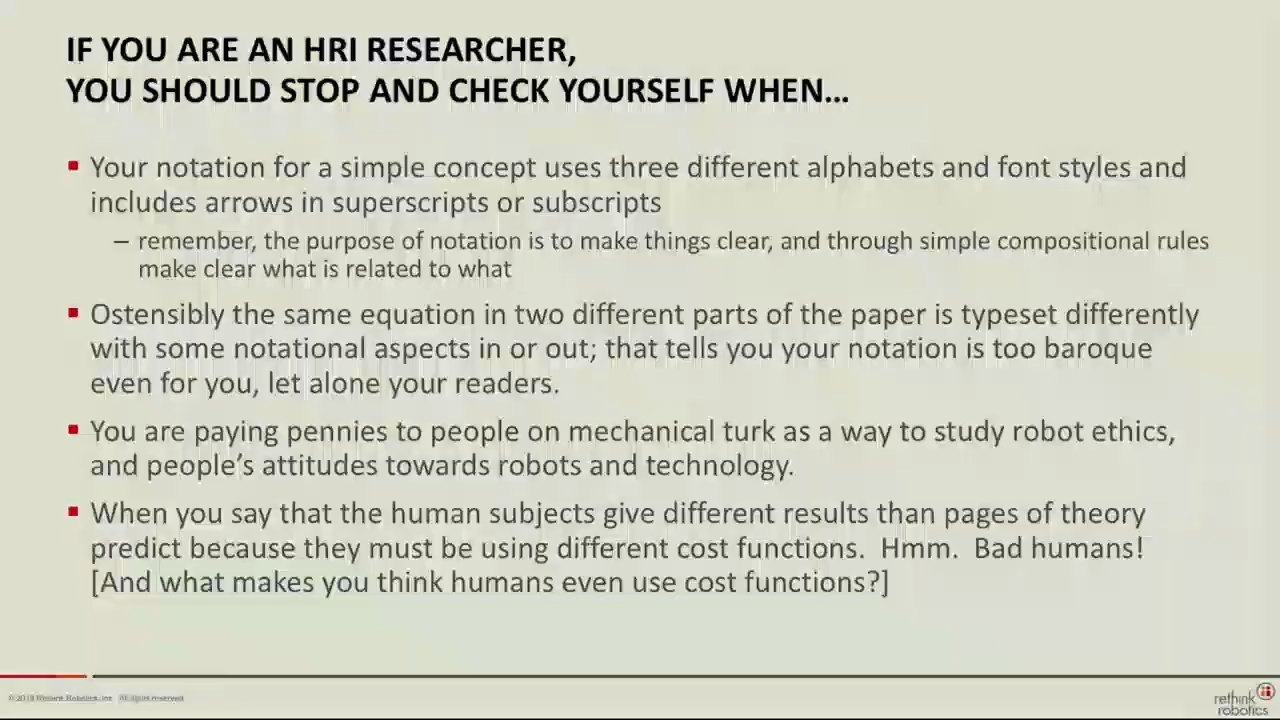 IF YOU ARE AN HRI RESEARCHER,
YOU SHOULD STOP AND CHECK YOURSELF WHEN…
▪ Your notation for a simple concept uses three different alphabets and font styles and
includes arrows in superscripts or subscripts
– remember, the purpose of notation is to make things clear, and through simple compositional rules
make clear what is related to what
▪ Ostensibly the same equation in two different parts of the paper is typeset differently
with some notational aspects in or out; that tells you your notation is too baroque
even for you, let alone your readers.
▪ You are paying pennies to people on mechanical turk as a way to study robot ethics,
and people’s attitudes towards robots and technology.
▪ When you say that the human subjects give different results than pages of theory
predict because they must be using different cost functions.  Hmm.  Bad humans!
[And what makes you think humans even use cost functions?]
Rethink Robotics, Inc. All rights reserved
rethink
robotics